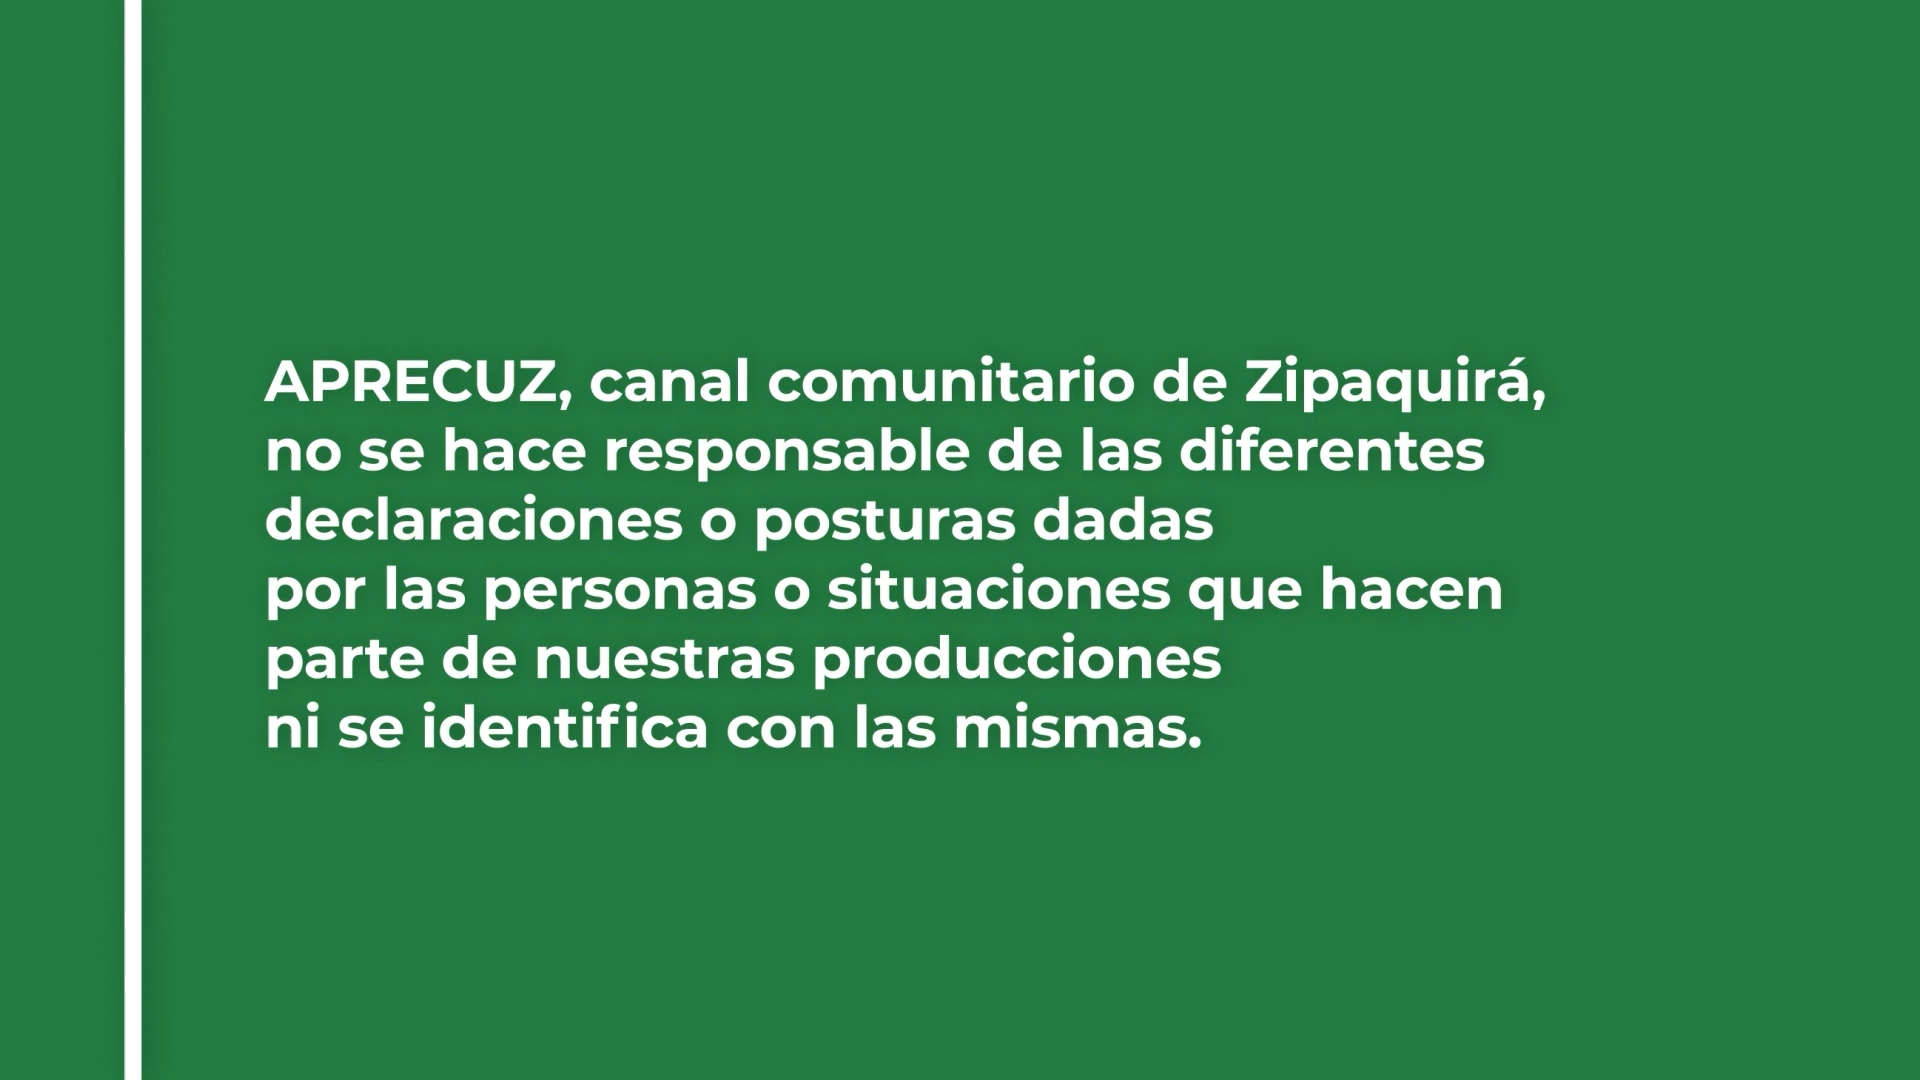 APRECUZ, canal comunitario de Zipaquirá,
no se hace responsable de las diferentes
declaraciones o posturas dadas
por las personas o situaciones que hacen
parte de nuestras producciones
ni se identifica con las mismas.